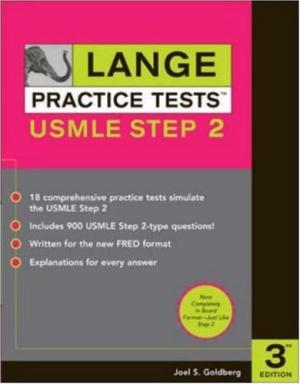 LANGE
PRACTICE TESTS™
USMLE STEP 2
18 comprehensive practice tests simulate
the USMLE Step 2
Includes 900 USMLE Step 2-type questions!
Written for the new FRED format
Explanations for every answer
Now
Completely
in Board
Format—Just Like
Step 2
3RD
EDITION
Joel S. Goldberg